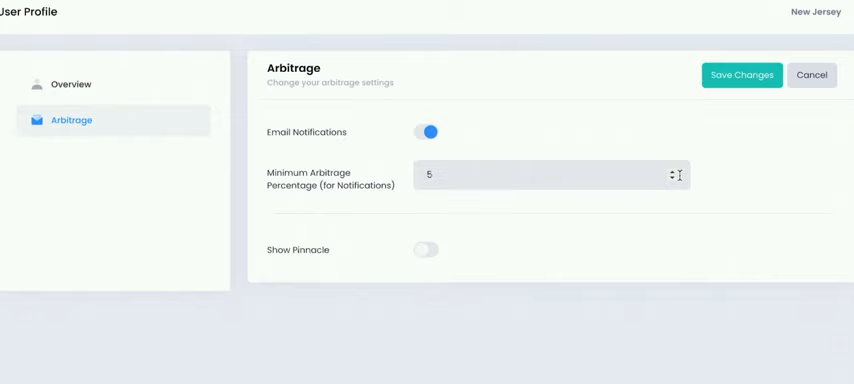 User Profile
New Jersey
Overview
Arbitrage
Arbitrage
Change your arbitrage settings
Save Changes
Cancel
Email Notifications
Minimum Arbitrage
Percentage (for Notifications)
5
Show Pinnacle